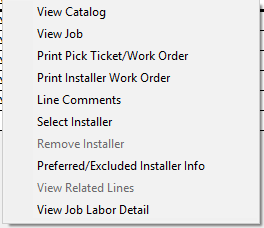 View Catalog
View Job
Print Pick Ticket/Work Order
Print Installer Work Order
Line Comments
Select Installer
Remove Installer
Preferred/Excluded Installer Info
View Related Lines
View Job Labor Detail